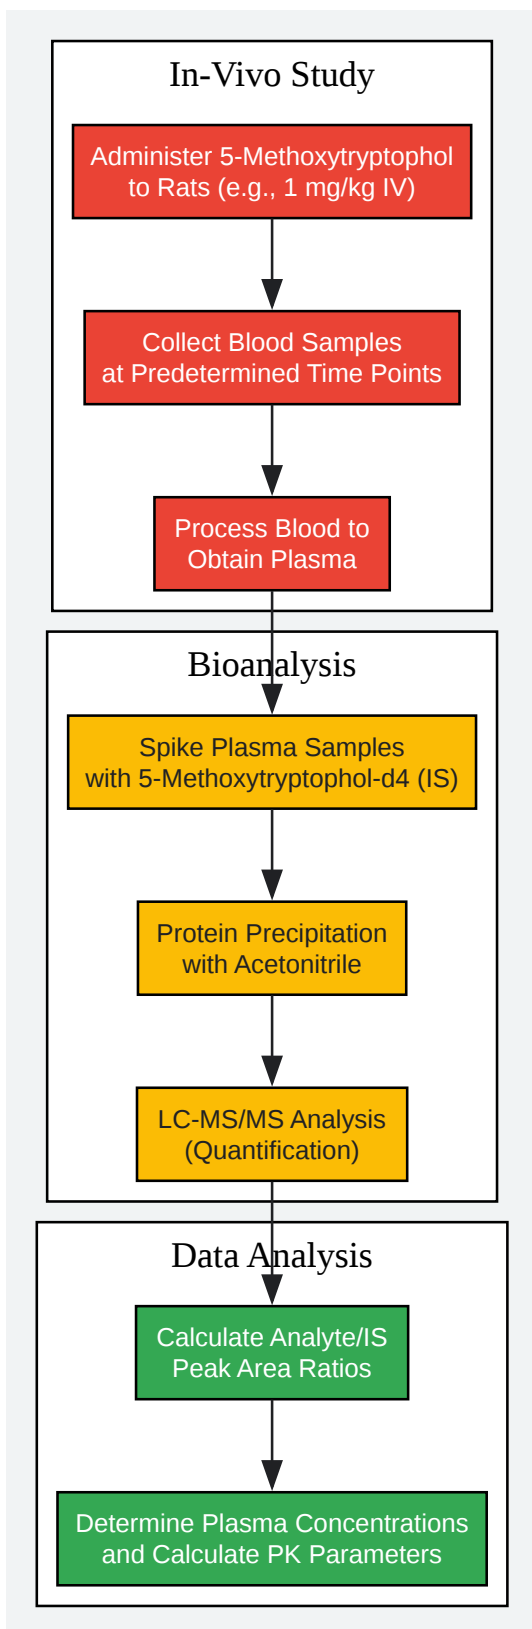 In-Vivo Study
Administer 5-Methoxytryptophol
to Rats (e.g., 1 mg/kg IV)
Collect Blood Samples
at Predetermined Time Points
Process Blood to
Obtain Plasma
Bioanalysis
Spike Plasma Samples
with 5-Methoxytryptophol-d4 (IS)
Protein Precipitation
with Acetonitrile
LC-MS/MS Analysis
(Quantification)
Data Analysis
Calculate Analyte/IS
Peak Area Ratios
Determine Plasma Concentrations
and Calculate PK Parameters